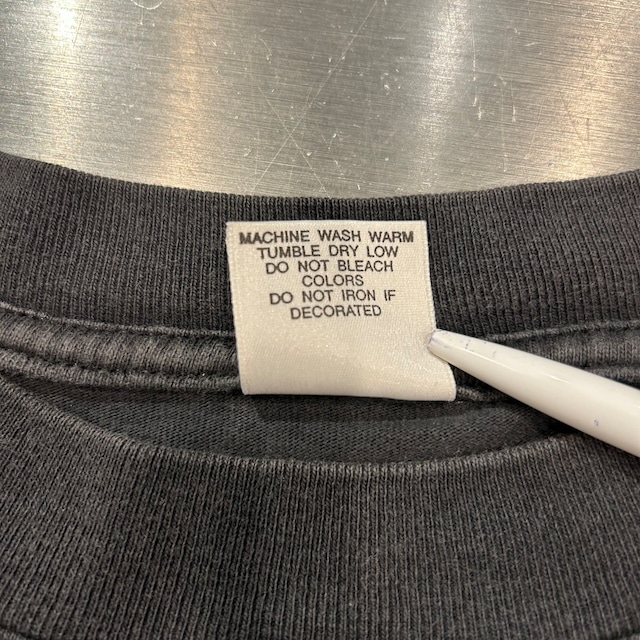 MACHINE WASH WARM
TUMBLE DRY LOW
DO NOT BLEACH
COLORS
DO NOT IRON IF
DECORATED